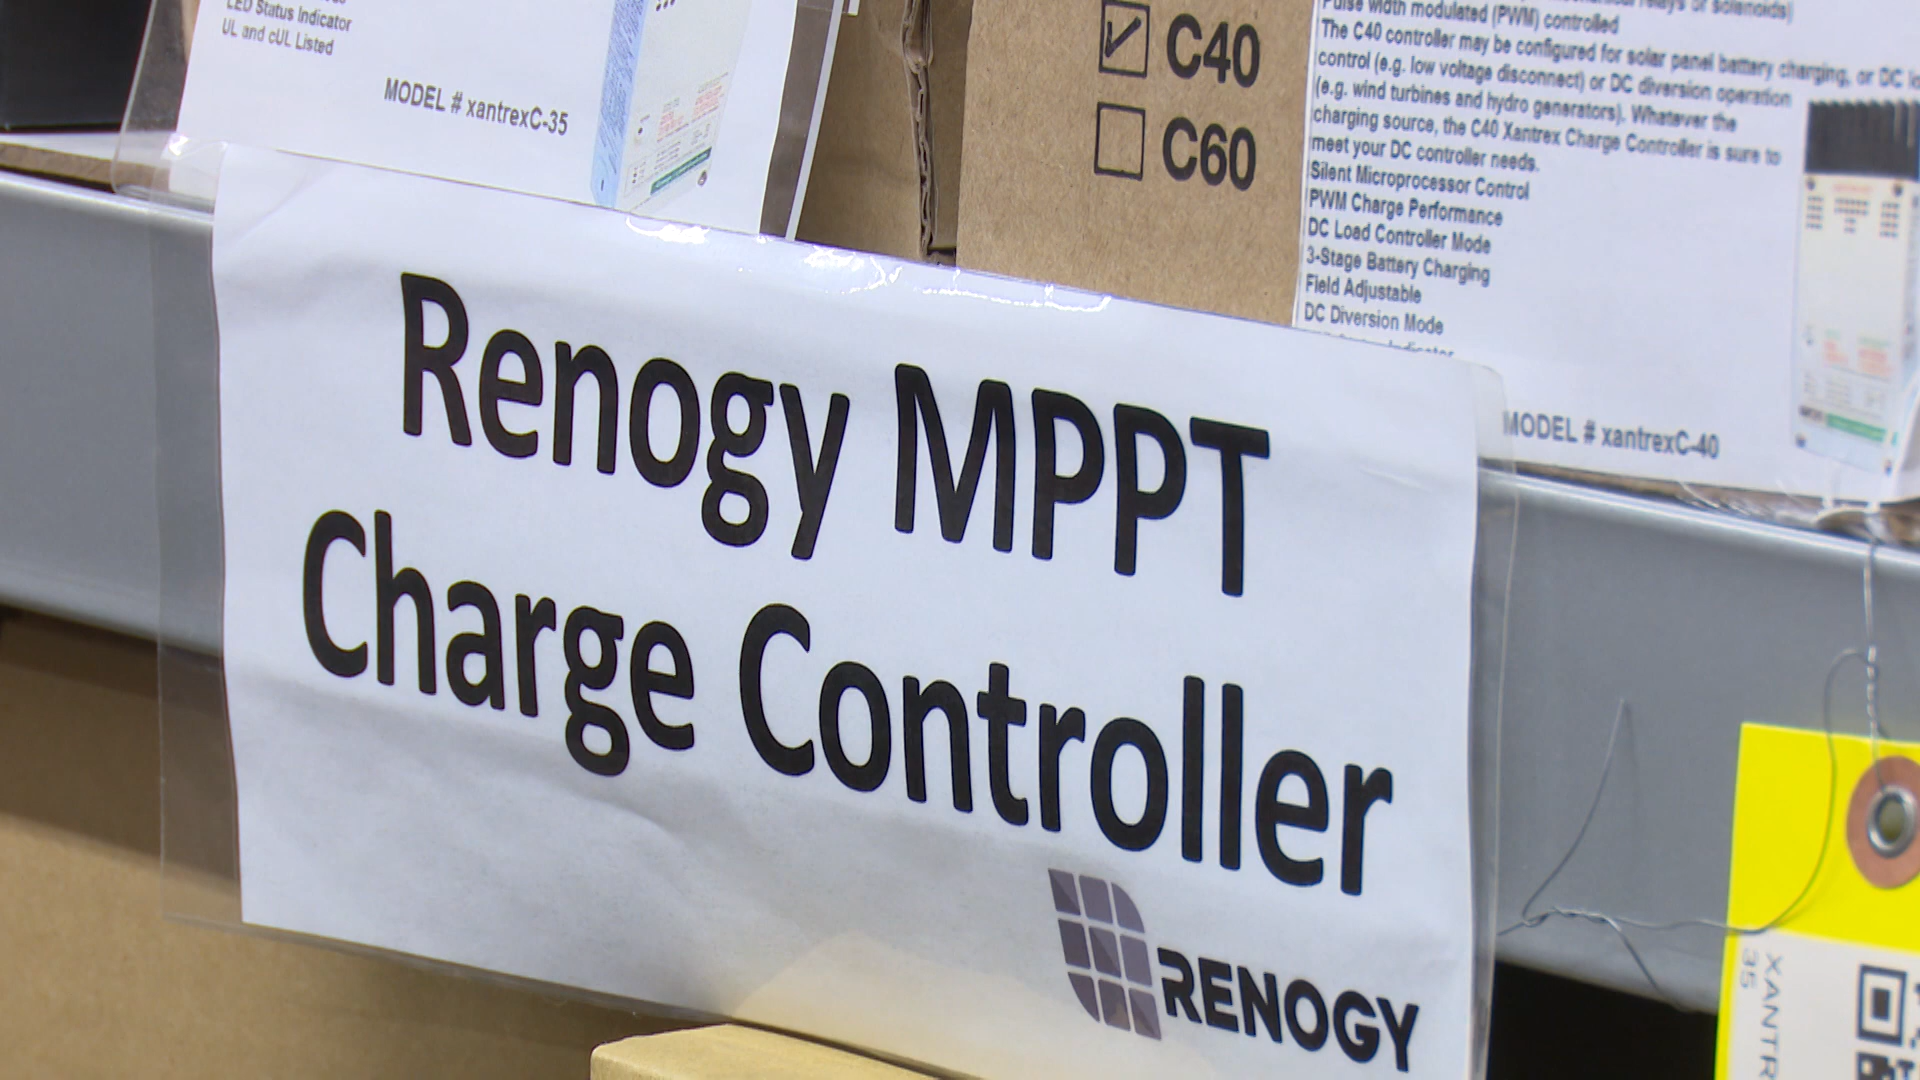 LED Status Indicator
UL and cUL Listed
MODEL # xantrexC-35
C40
C60
Pulse width modulated (PWM) controlled
The C40 controller may be configured for solar panel battery charging, or DC
control (e.g. low voltage disconnect) or DC diversion operation
(e.g. wind turbines and hydro generators). Whatever the
charging source, the C40 Xantrex Charge Controller is sure to
meet your DC controller needs.
Silent Microprocessor Control
PWM Charge Performance
DC Load Controller Mode
3-Stage Battery Charging
Field Adjustable
DC Diversion Mode
MODEL # xantrexC-40
Renogy MPPT
Charge Controller
RENOGY
XANTR
35